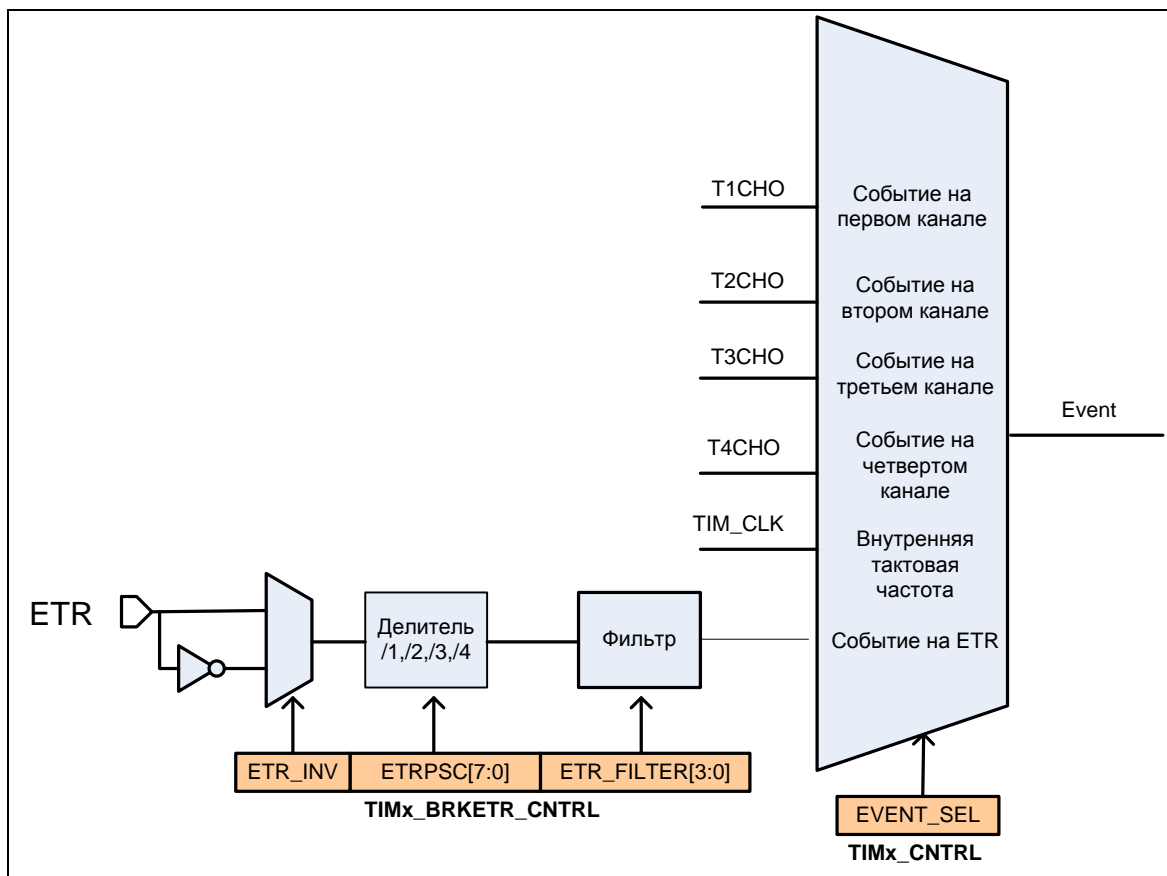 T1CHO
Событие на
первом канале
T2CHO
Событие на
втором канале
T3CHO
Событие на
третьем канале
Event
T4CHO
Событие на
четвертом
канале
TIM_CLK
Внутренняя
тактовая
частота
ETR
Делитель
/1,/2,/3,/4
Фильтр
Событие на ETR
ETR_INV
ETRPSC[7:0]
ETR_FILTER[3:0]
TIMx_BRKETR_CNTRL
EVENT_SEL
TIMx_CNTRL